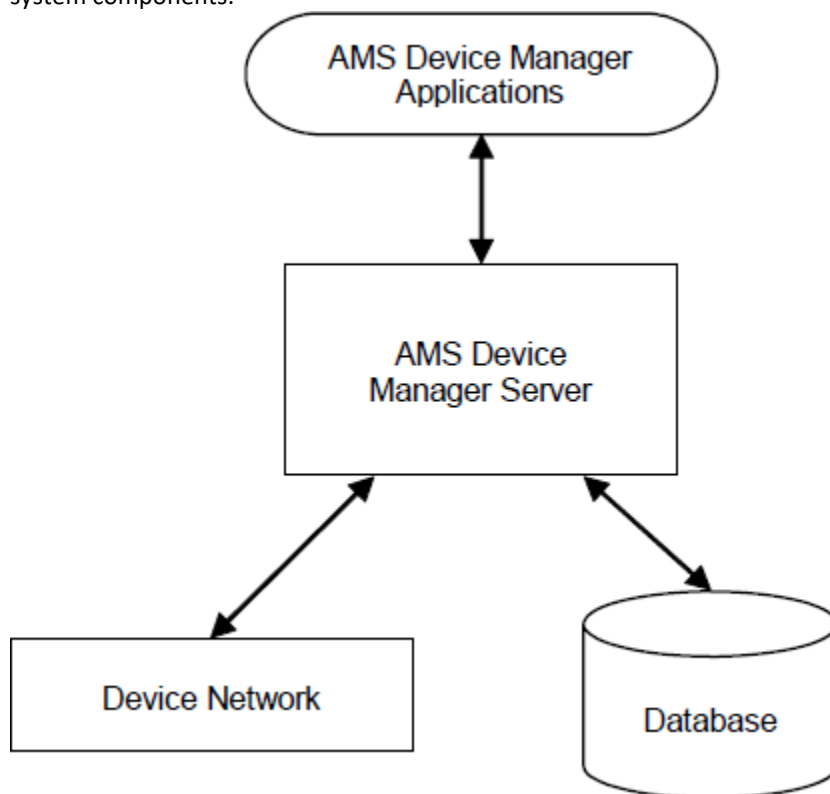 system components.
AMS Device Manager
Applications
AMS Device
Manager Server
Device Network
Database